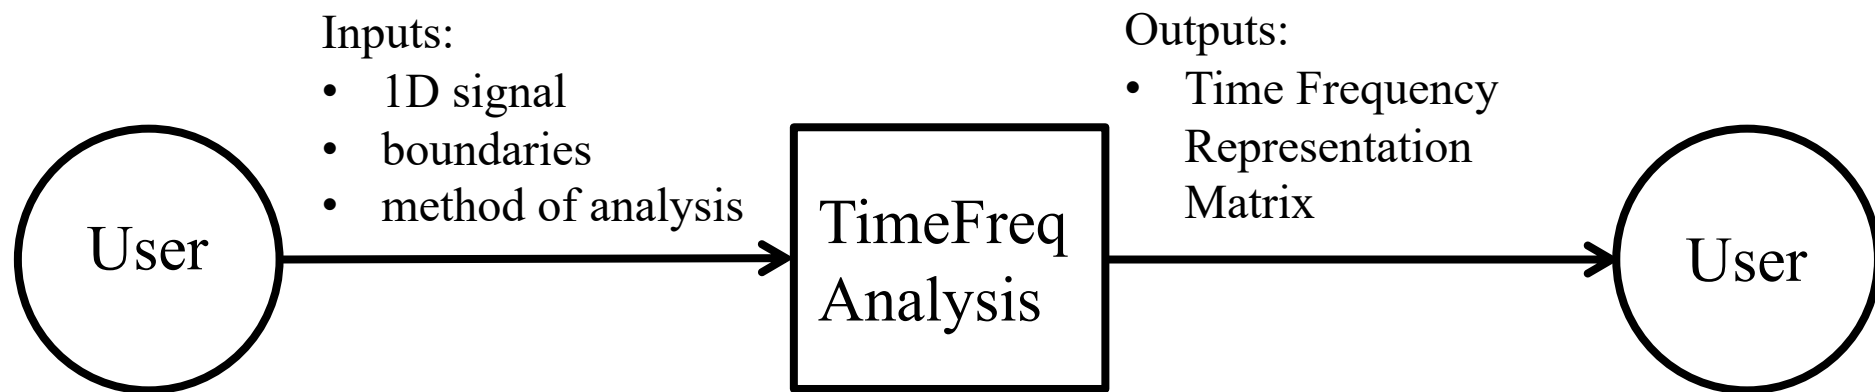 Inputs:
• 1D signal
• boundaries
• method of analysis
User
TimeFreq
Analysis
Outputs:
• Time Frequency
Representation
Matrix
User